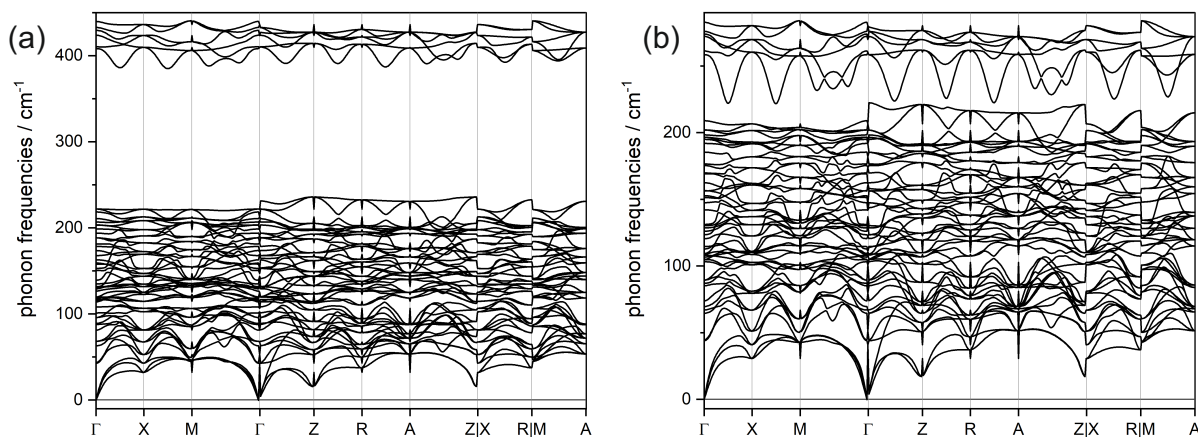 (a)
phonon frequencies / cm⁻¹
400
300
200
100
0
Γ X M Γ Z R A Z|X R|M A
(b)
phonon frequencies / cm⁻¹
200
100
0
Γ X M Γ Z R A Z|X R|M A